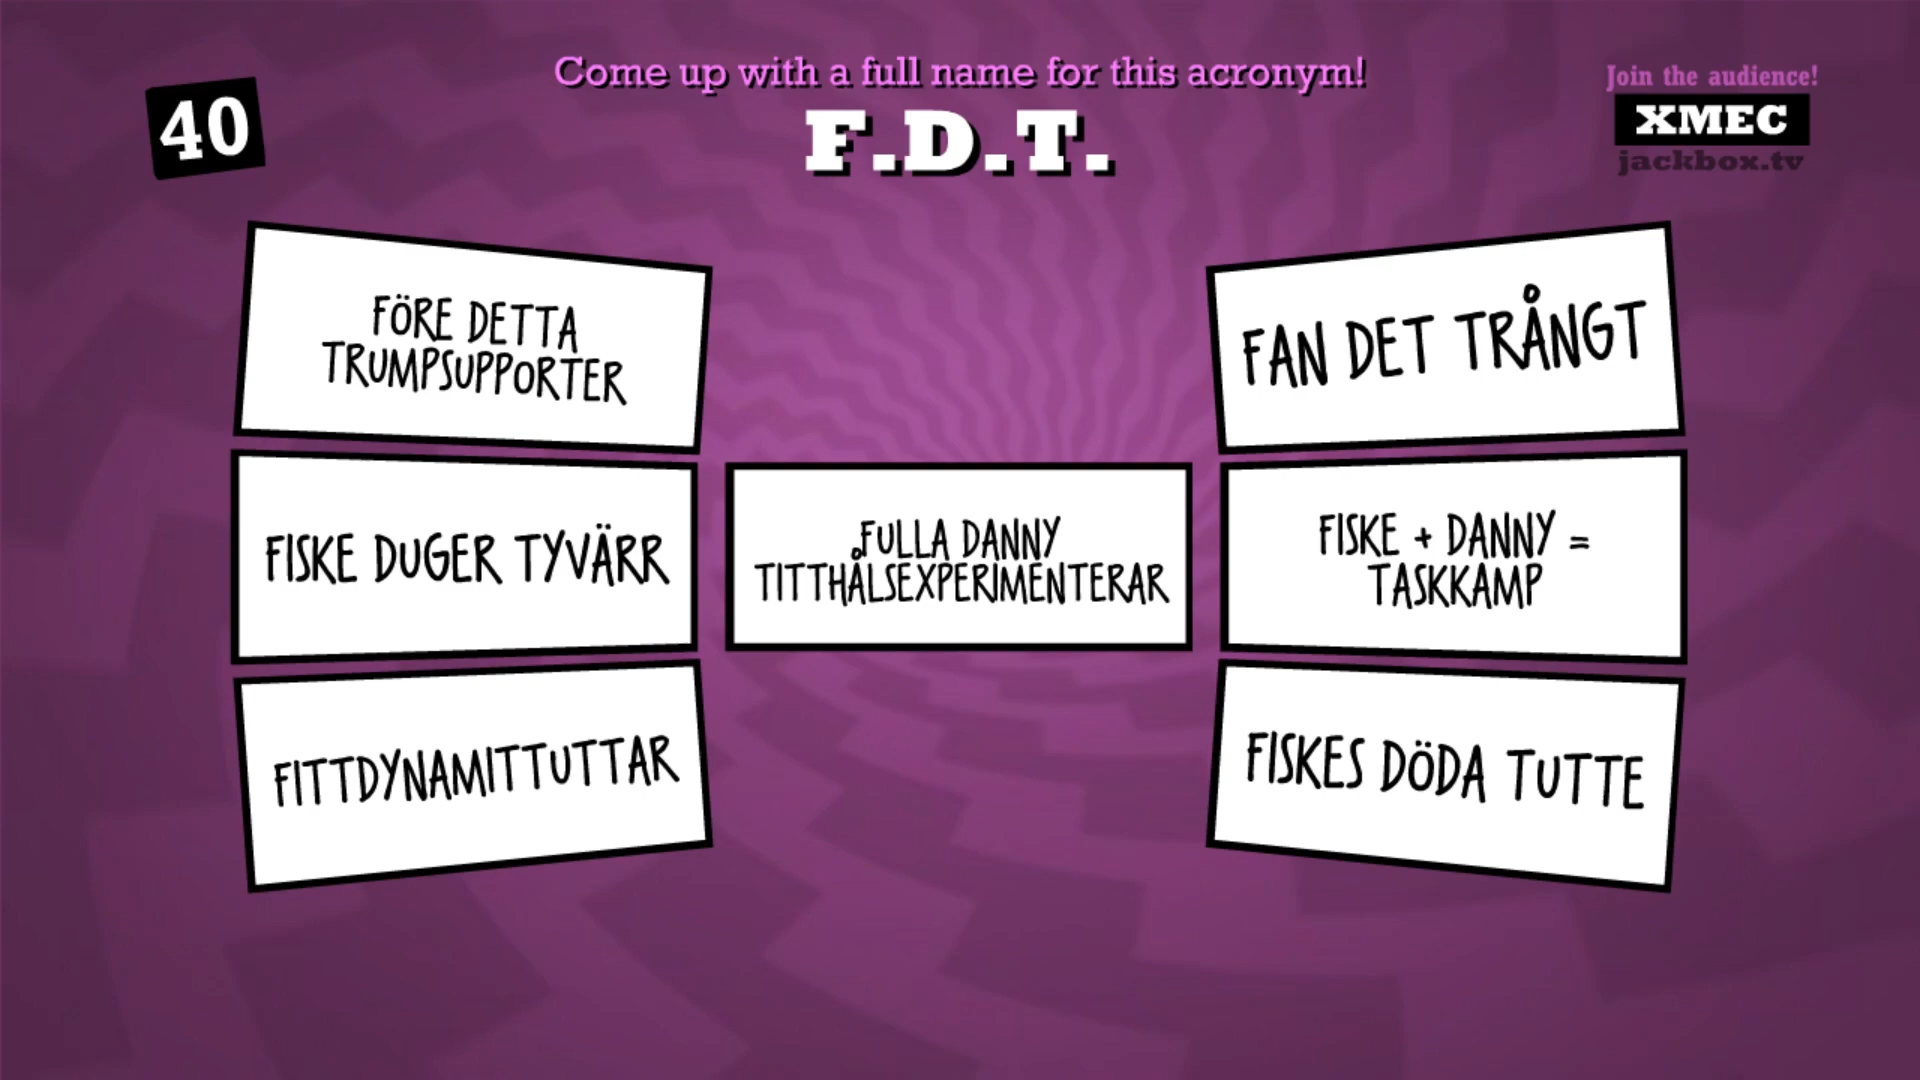 Come up with a full name for this acronym!
F.D.T.
40
Join the audience!
XMEC
jackbox.tv
FÖRE DETTA
TRUMPSUPPORTER
FAN DET TRÅNGT
FISKE DUGER TYVÄRR
FULLA DANNY
TITTHÅLSEXPERIMENTERAR
FISKE + DANNY =
TASKKAMP
FITTDYNAMITTUTTAR
FISKES DÖDA TUTTE